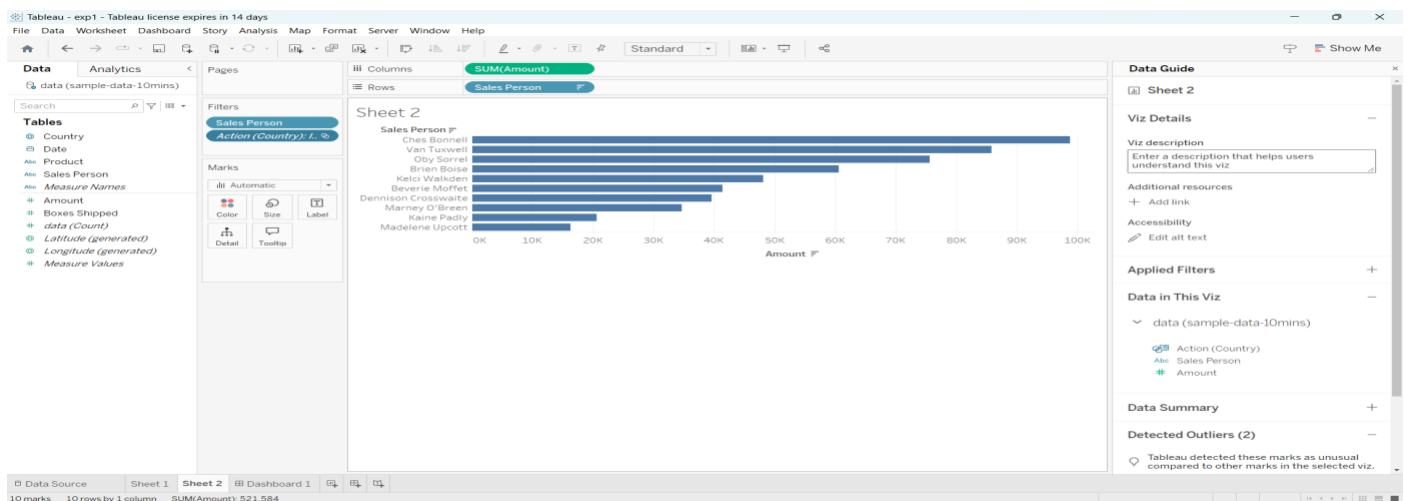 Tableau - exp1 - Tableau license expires in 14 days
File Data Worksheet Dashboard Story Analysis Map Format Server Window Help
Standard
Show Me
Data Analytics
data (sample-data-10mins)
Search
Tables
Country
Date
Abc Product
Abc Sales Person
Abc Measure Names
# Amount
# Boxes Shipped
# data (Count)
Latitude (generated)
Longitude (generated)
# Measure Values
Pages
Filters
Sales Person
Action (Country): I..
Marks
Automatic
Color Size Label
Detail Tooltip
Columns SUM(Amount)
Rows Sales Person
Sheet 2
Sales Person
Ches Bonnell
Van Tuxwell
Oby Sorrel
Brien Boise
Kelci Walkden
Beverie Moffet
Dennison Crosswaite
Marney O'Breen
Kaine Padly
Madelene Upcott
0K 10K 20K 30K 40K 50K 60K 70K 80K 90K 100K
Amount
Data Guide
Sheet 2
Viz Details
Viz description
Enter a description that helps users
understand this viz
Additional resources
+ Add link
Accessibility
Edit alt text
Applied Filters
Data in This Viz
data (sample-data-10mins)
Action (Country)
Abc Sales Person
# Amount
Data Summary
Detected Outliers (2)
Tableau detected these marks as unusual
compared to other marks in the selected viz.
Data Source Sheet 1 Sheet 2 Dashboard 1
10 marks 10 rows by 1 column SUM(Amount): 521,584